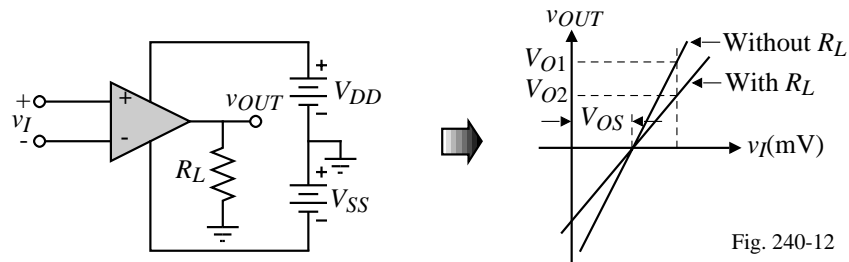 +
v_I
-
+
-
v_OUT
R_L
+
V_DD
-
+
V_SS
-
v_OUT
V_O1
V_O2
V_OS
Without R_L
With R_L
v_I(mV)
Fig. 240-12